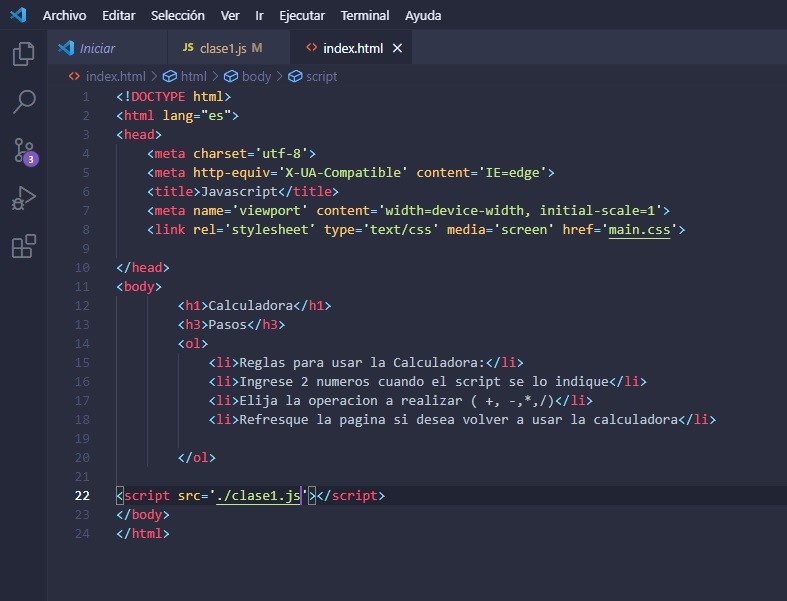 Archivo Editar Selección Ver Ir Ejecutar Terminal Ayuda
Iniciar JS clase1.js M <> index.html ×
<> index.html > html > body > script
1 <!DOCTYPE html>
2 <html lang="es">
3 <head>
4 <meta charset='utf-8'>
5 <meta http-equiv='X-UA-Compatible' content='IE=edge'>
6 <title>Javascript</title>
7 <meta name='viewport' content='width=device-width, initial-scale=1'>
8 <link rel='stylesheet' type='text/css' media='screen' href='main.css'>
9
10 </head>
11 <body>
12 <h1>Calculadora</h1>
13 <h3>Pasos</h3>
14 <ol>
15 <li>Reglas para usar la Calculadora:</li>
16 <li>Ingrese 2 numeros cuando el script se lo indique</li>
17 <li>Elija la operacion a realizar ( +, -,*,/)</li>
18 <li>Refresque la pagina si desea volver a usar la calculadora</li>
19
20 </ol>
21
22 <script src='./clase1.js'></script>
23 </body>
24 </html>
3